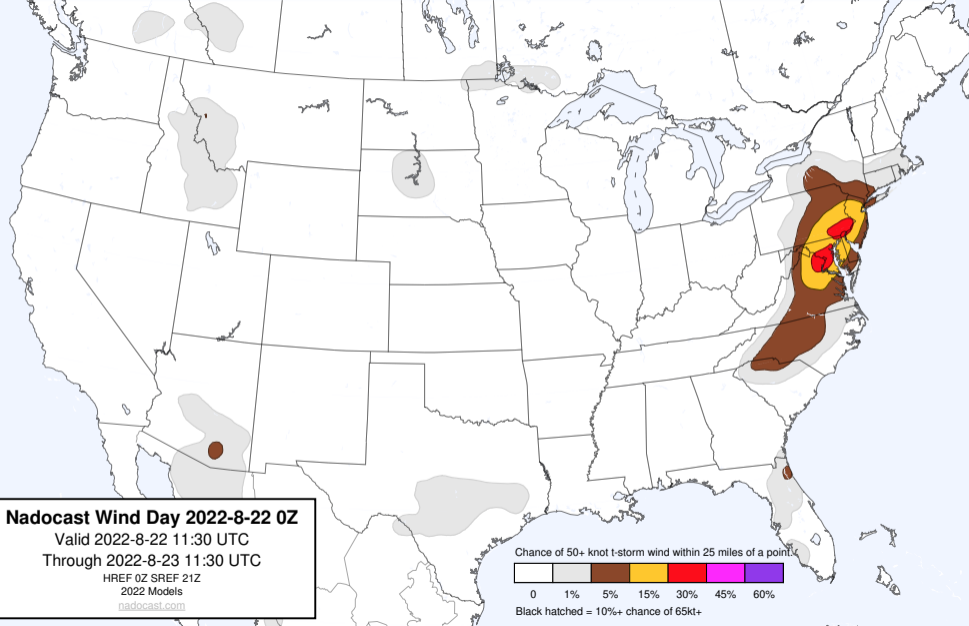 Nadocast Wind Day 2022-8-22 0Z
Valid 2022-8-22 11:30 UTC
Through 2022-8-23 11:30 UTC
HREF 0Z SREF 21Z
2022 Models
nadocast.com
Chance of 50+ knot t-storm wind within 25 miles of a point.
0 1% 5% 15% 30% 45% 60%
Black hatched = 10%+ chance of 65kt+